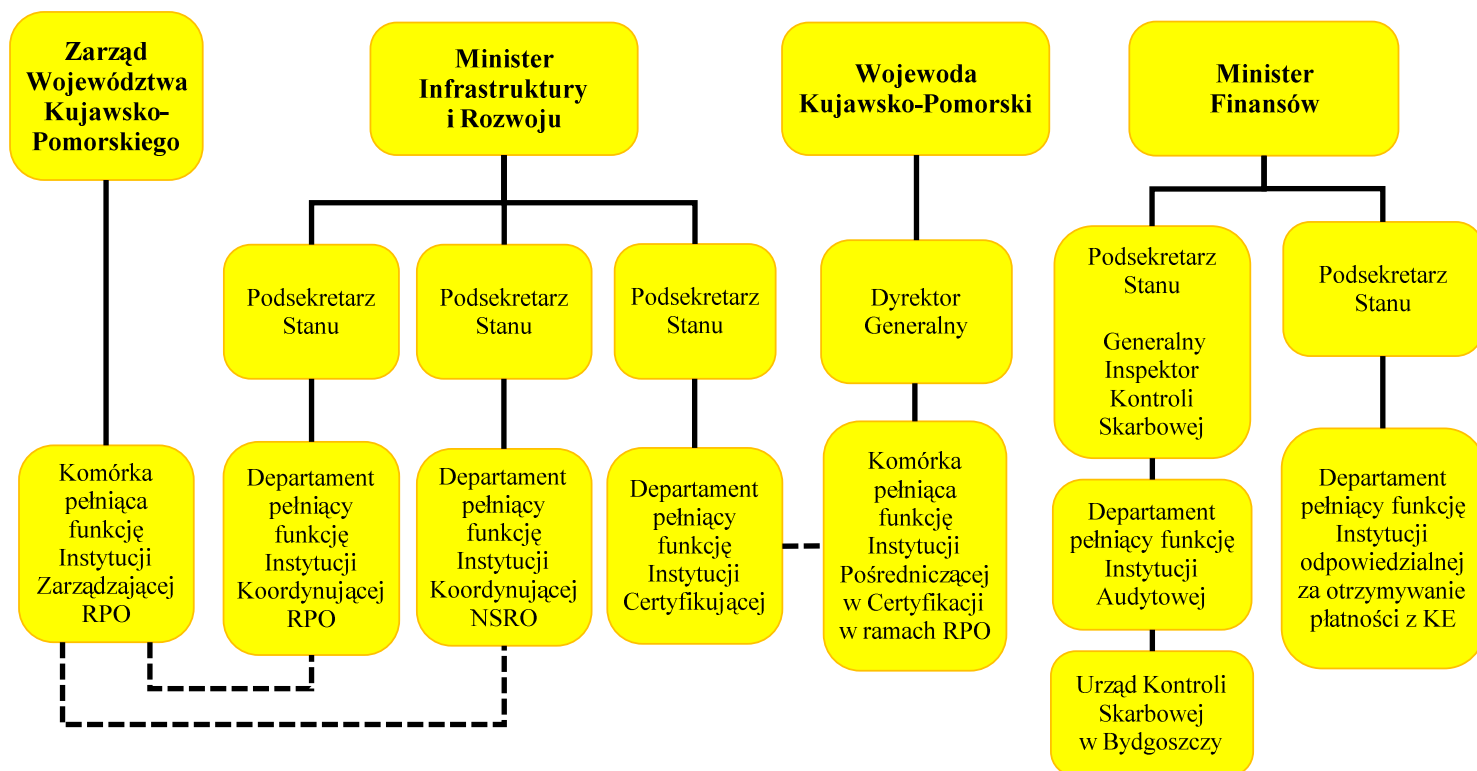 Zarząd
Województwa
Kujawsko-
Pomorskiego
Minister
Infrastruktury
i Rozwoju
Wojewoda
Kujawsko-Pomorski
Minister
Finansów
Podsekretarz
Stanu
Podsekretarz
Stanu
Podsekretarz
Stanu
Dyrektor
Generalny
Podsekretarz
Stanu
Generalny
Inspektor
Kontroli
Skarbowej
Podsekretarz
Stanu
Komórka
pełniąca
funkcję
Instytucji
Zarządzającej
RPO
Departament
pełniący
funkcję
Instytucji
Koordynującej
RPO
Departament
pełniący
funkcję
Instytucji
Koordynującej
NSRO
Departament
pełniący
funkcję
Instytucji
Certyfikującej
Komórka
pełniąca
funkcję
Instytucji
Pośredniczącej
w Certyfikacji
w ramach RPO
Departament
pełniący funkcję
Instytucji
Audytowej
Departament
pełniący funkcję
Instytucji
odpowiedzialnej
za otrzymywanie
płatności z KE
Urząd Kontroli
Skarbowej
w Bydgoszczy